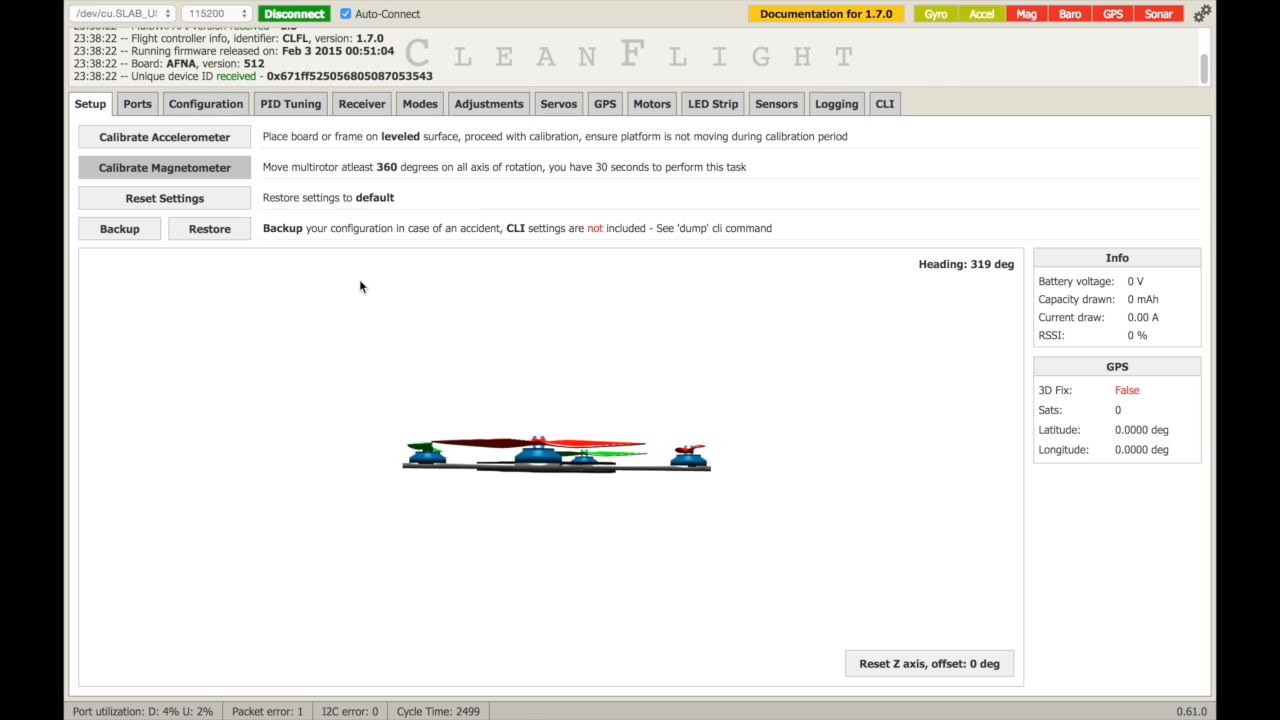 /dev/cu.SLAB_U: 115200 Disconnect Auto-Connect Documentation for 1.7.0 Gyro Accel Mag Baro GPS Sonar
23:38:22 -- Flight controller info, identifier: CLFL, version: 1.7.0
23:38:22 -- Running firmware released on: Feb 3 2015 00:51:04
23:38:22 -- Board: AFNA, version: 512
23:38:22 -- Unique device ID received - 0x671ff525056805087053543
CLEANFLIGHT
Setup Ports Configuration PID Tuning Receiver Modes Adjustments Servos GPS Motors LED Strip Sensors Logging CLI
Calibrate Accelerometer Place board or frame on leveled surface, proceed with calibration, ensure platform is not moving during calibration period
Calibrate Magnetometer Move multirotor atleast 360 degrees on all axis of rotation, you have 30 seconds to perform this task
Reset Settings Restore settings to default
Backup Restore Backup your configuration in case of an accident, CLI settings are not included - See 'dump' cli command
Heading: 319 deg
Info
Battery voltage: 0 V
Capacity drawn: 0 mAh
Current draw: 0.00 A
RSSI: 0 %
GPS
3D Fix: False
Sats: 0
Latitude: 0.0000 deg
Longitude: 0.0000 deg
Reset Z axis, offset: 0 deg
Port utilization: D: 4% U: 2% Packet error: 1 I2C error: 0 Cycle Time: 2499 0.61.0